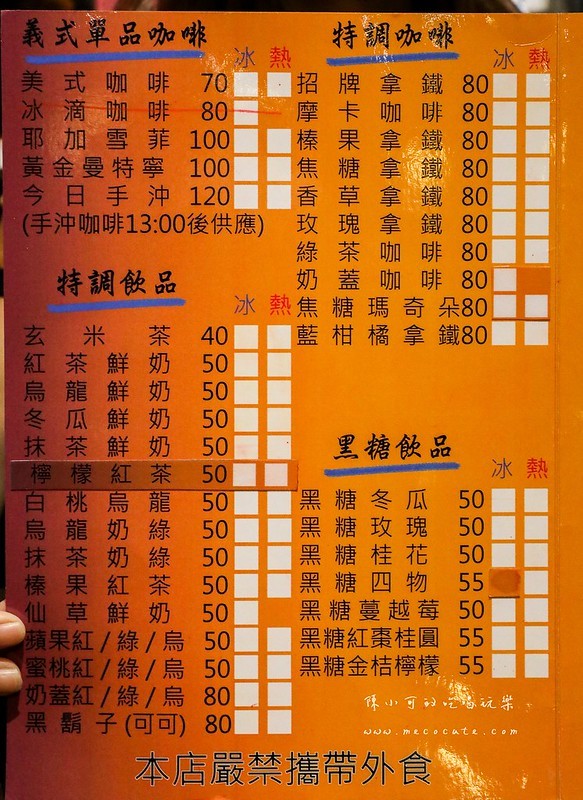 義式單品咖啡
冰 熱
美式咖啡 70
冰滴咖啡 80
耶加雪菲 100
黃金曼特寧 100
今日手沖 120
(手沖咖啡13:00後供應)
特調飲品
冰 熱
玄米茶 40
紅茶鮮奶 50
烏龍鮮奶 50
冬瓜鮮奶 50
抹茶鮮奶 50
檸檬紅茶 50
白桃烏龍 50
烏龍奶綠 50
抹茶奶綠 50
榛果紅茶 50
仙草鮮奶 50
蘋果紅/綠/烏 50
蜜桃紅/綠/烏 50
奶蓋紅/綠/烏 80
黑鬍子(可可) 80
特調咖啡
冰 熱
招牌拿鐵 80
摩卡咖啡 80
榛果拿鐵 80
焦糖拿鐵 80
香草拿鐵 80
玫瑰拿鐵 80
綠茶咖啡 80
奶蓋咖啡 80
焦糖瑪奇朵80
藍柑橘拿鐵80
黑糖飲品
冰 熱
黑糖冬瓜 50
黑糖玫瑰 50
黑糖桂花 50
黑糖四物 55
黑糖蔓越莓 50
黑糖紅棗桂圓 55
黑糖金桔檸檬 55
陳小可的吃喝玩樂
www.mecocute.com
本店嚴禁攜帶外食